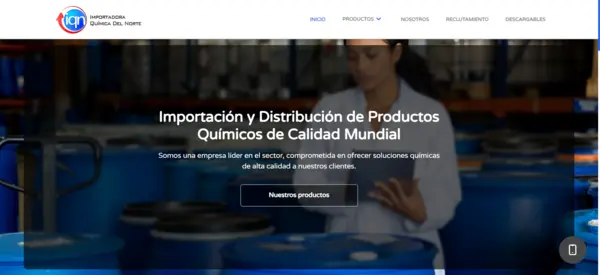 iqn
IMPORTADORA
QUÍMICA DEL NORTE
INICIO
PRODUCTOS
NOSOTROS
RECLUTAMIENTO
DESCARGABLES
Importación y Distribución de Productos
Químicos de Calidad Mundial
Somos una empresa líder en el sector, comprometida en ofrecer soluciones químicas
de alta calidad a nuestros clientes.
Nuestros productos